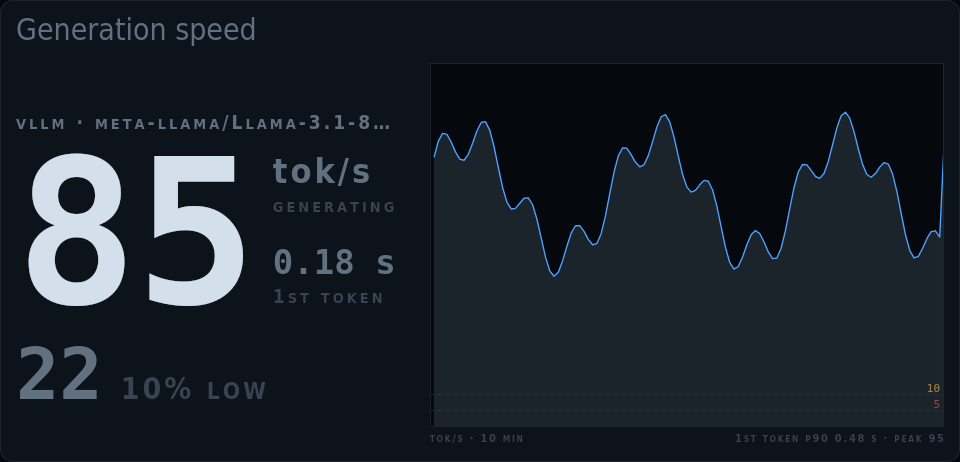 Generation speed
VLLM · META-LLAMA/LLAMA-3.1-8…
85
tok/s
GENERATING
0.18 s
1ST TOKEN
22 10% LOW
10
5
TOK/S · 10 MIN
1ST TOKEN P90 0.48 S · PEAK 95